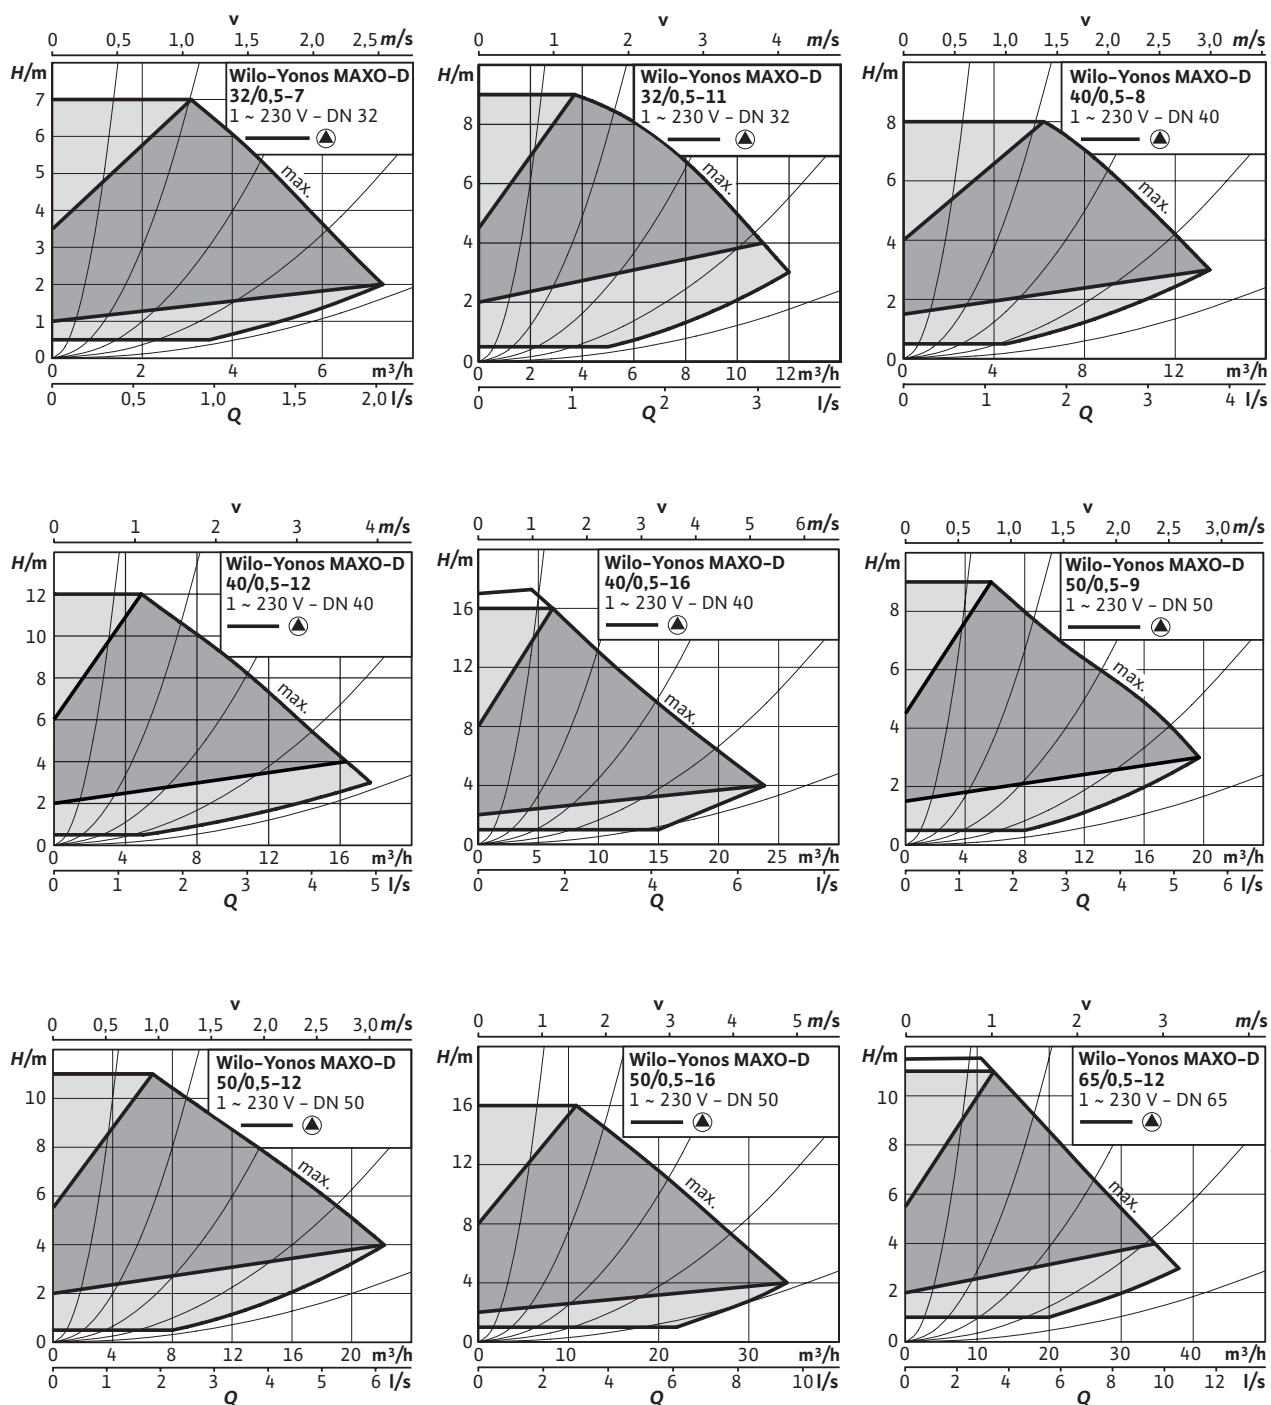 v
0 0,5 1,0 1,5 2,0 2,5 m/s
H/m
Wilo-Yonos MAXO-D
32/0,5-7
1 ~ 230 V - DN 32
7
6
5
4
3
2
1
0
max.
2 4 6 m³/h
0 0,5 1,0 1,5 2,0 l/s
Q
v
0 1 2 3 4 m/s
H/m
Wilo-Yonos MAXO-D
32/0,5-11
1 ~ 230 V - DN 32
8
6
4
2
0
max.
0 2 4 6 8 10 12 m³/h
0 1 2 3 l/s
Q
v
0 0,5 1,0 1,5 2,0 2,5 3,0 m/s
H/m
Wilo-Yonos MAXO-D
40/0,5-8
1 ~ 230 V - DN 40
8
6
4
2
0
max.
0 4 8 12 m³/h
0 1 2 3 4 l/s
Q
v
0 1 2 3 4 m/s
H/m
Wilo-Yonos MAXO-D
40/0,5-12
1 ~ 230 V - DN 40
12
10
8
6
4
2
0
max.
0 4 8 12 16 m³/h
0 1 2 3 4 5 l/s
Q
v
0 1 2 3 4 5 6 m/s
H/m
Wilo-Yonos MAXO-D
40/0,5-16
1 ~ 230 V - DN 40
16
12
8
4
0
max.
0 5 10 15 20 25 m³/h
0 2 4 6 l/s
Q
v
0 0,5 1,0 1,5 2,0 2,5 3,0 m/s
H/m
Wilo-Yonos MAXO-D
50/0,5-9
1 ~ 230 V - DN 50
8
6
4
2
0
max.
0 4 8 12 16 20 m³/h
0 1 2 3 4 5 6 l/s
Q
v
0 0,5 1,0 1,5 2,0 2,5 3,0 m/s
H/m
Wilo-Yonos MAXO-D
50/0,5-12
1 ~ 230 V - DN 50
10
8
6
4
2
0
max.
0 4 8 12 16 20 m³/h
0 1 2 3 4 5 6 l/s
Q
v
0 1 2 3 4 5 m/s
H/m
Wilo-Yonos MAXO-D
50/0,5-16
1 ~ 230 V - DN 50
16
12
8
4
0
max.
10 20 30 m³/h
0 2 4 6 8 10 l/s
Q
v
0 1 2 3 m/s
H/m
Wilo-Yonos MAXO-D
65/0,5-12
1 ~ 230 V - DN 65
10
8
6
4
2
0
max.
0 10 20 30 40 m³/h
0 2 4 6 8 10 12 l/s
Q